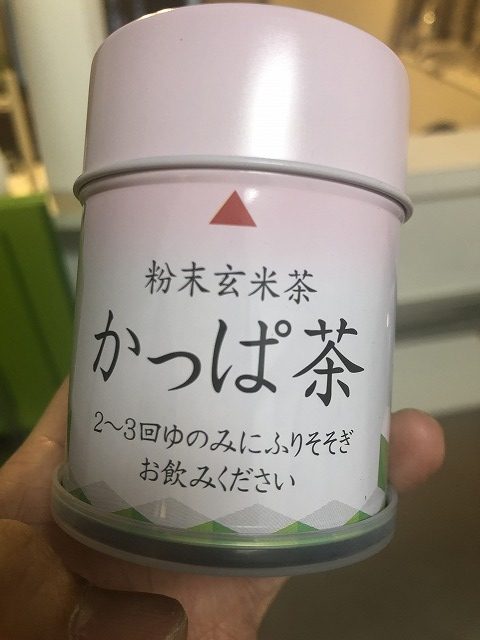 粉末玄米茶
かっぱ茶
2〜3回ゆのみにふりそそぎ
お飲みください